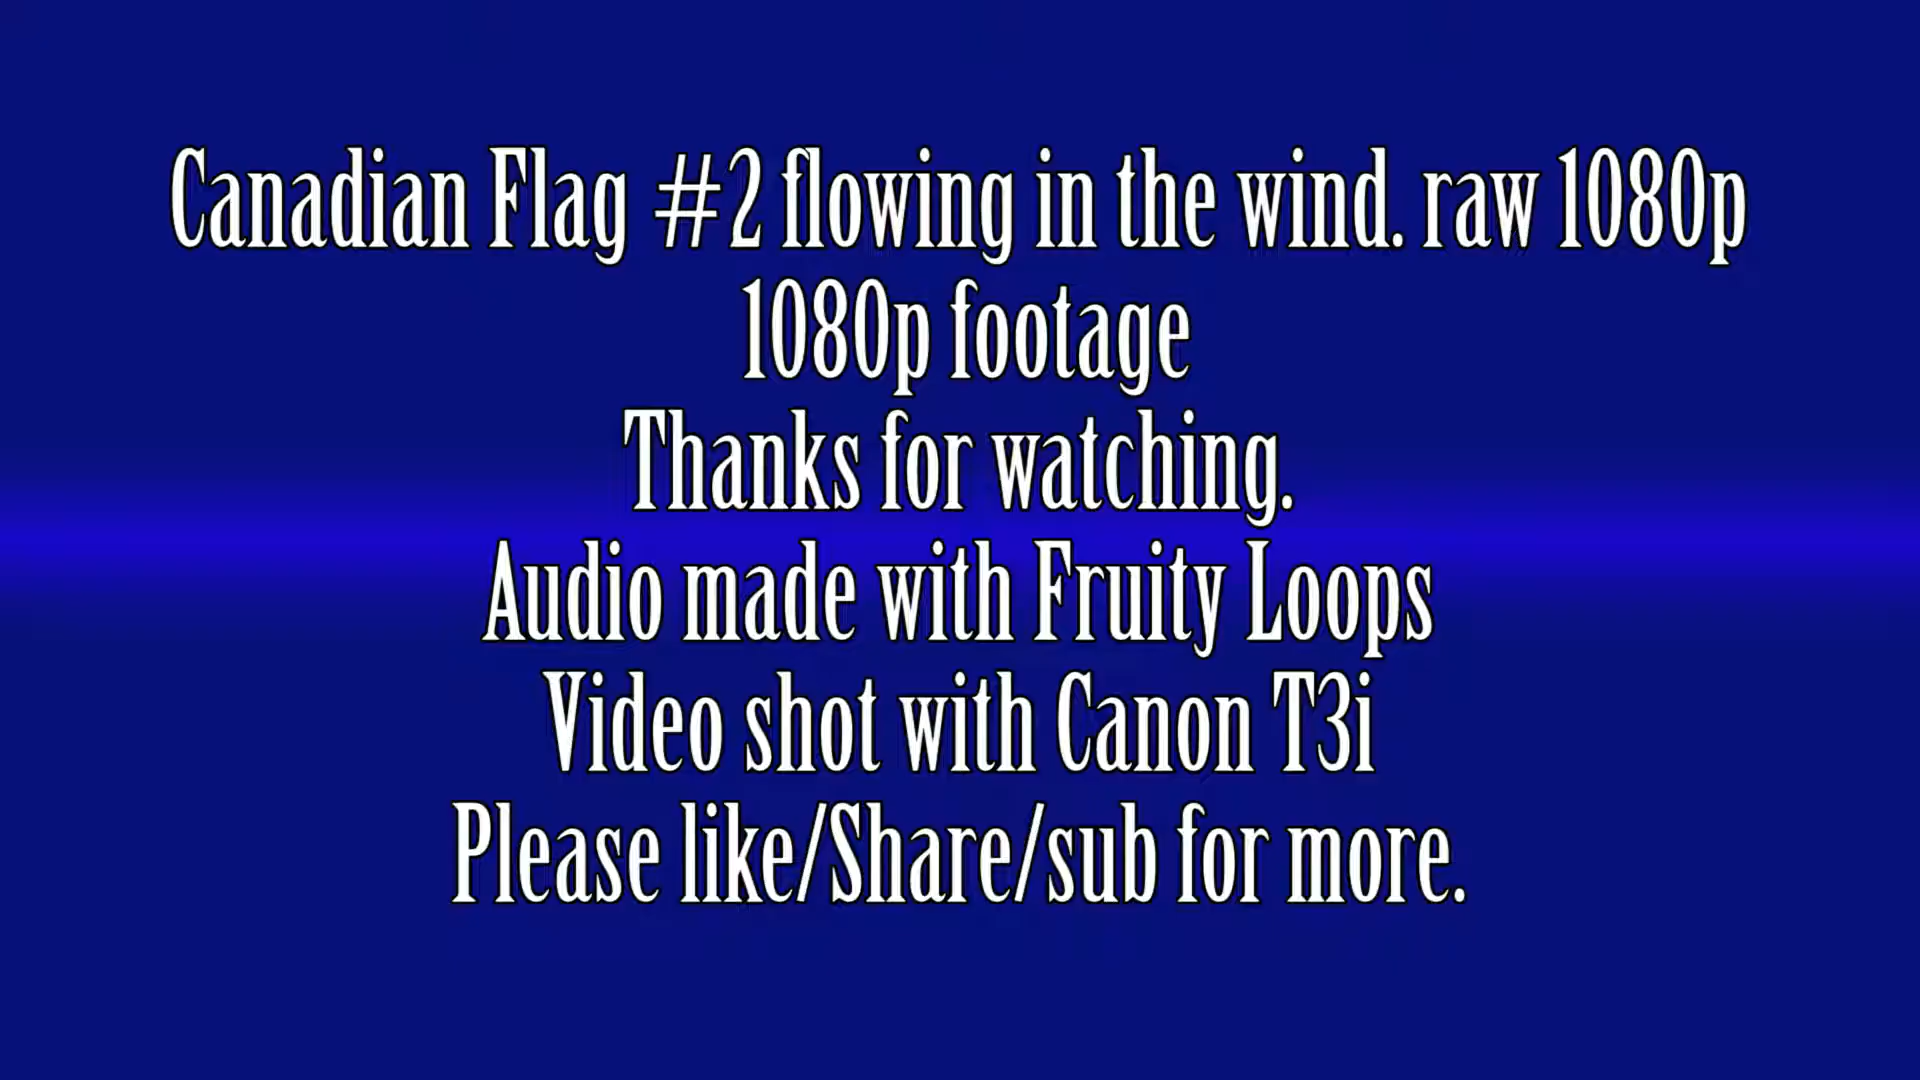 Canadian Flag #2 flowing in the wind. raw 1080p
1080p footage
Thanks for watching.
Audio made with Fruity Loops
Video shot with Canon T3i
Please like/Share/sub for more.